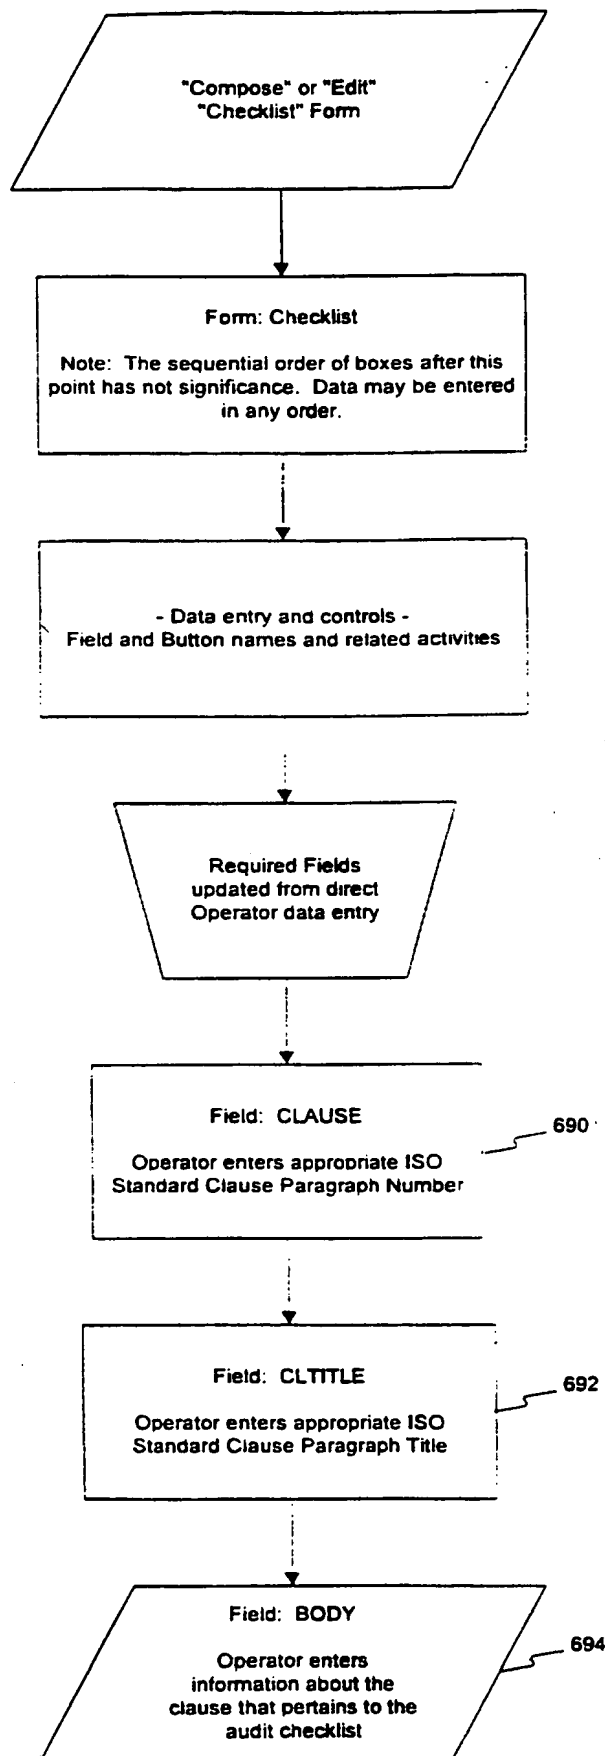 "Compose" or "Edit"
"Checklist" Form
Form: Checklist
Note: The sequential order of boxes after this
point has not significance. Data may be entered
in any order.
- Data entry and controls -
Field and Button names and related activities
Required Fields
updated from direct
Operator data entry
Field: CLAUSE
Operator enters appropriate ISO
Standard Clause Paragraph Number
690
Field: CLTITLE
Operator enters appropriate ISO
Standard Clause Paragraph Title
692
Field: BODY
Operator enters
information about the
clause that pertains to the
audit checklist
694